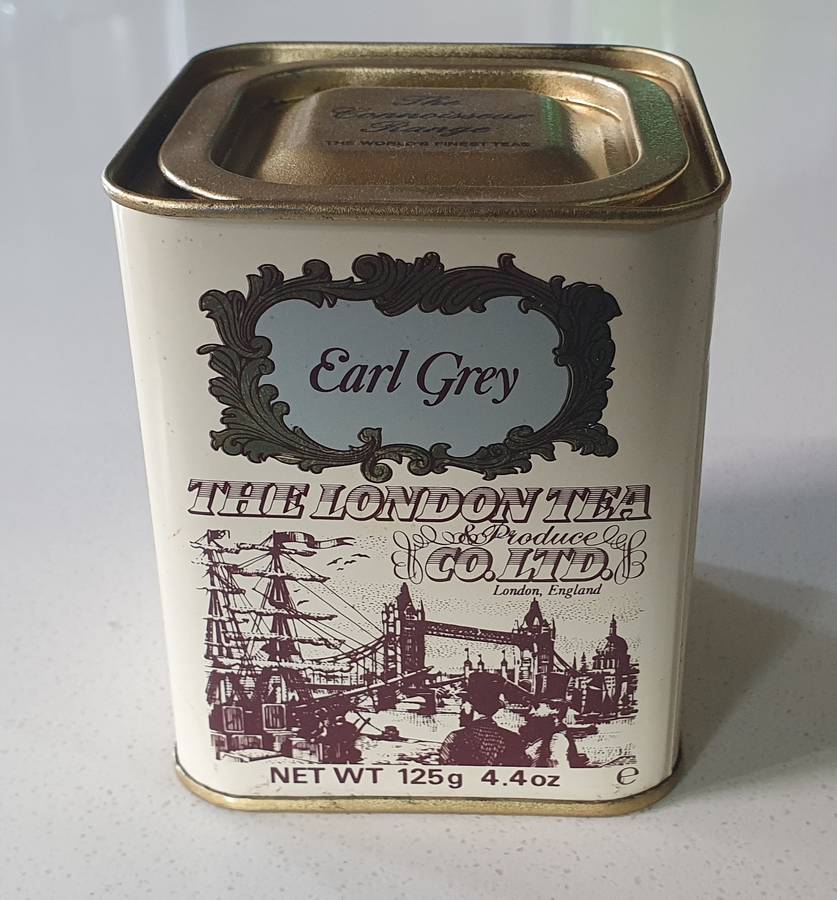 The
Connoisseur
Range
THE WORLD'S FINEST TEAS
Earl Grey
THE LONDON TEA
& Produce
CO. LTD.
London, England
NET WT 125g 4.4oz ℮